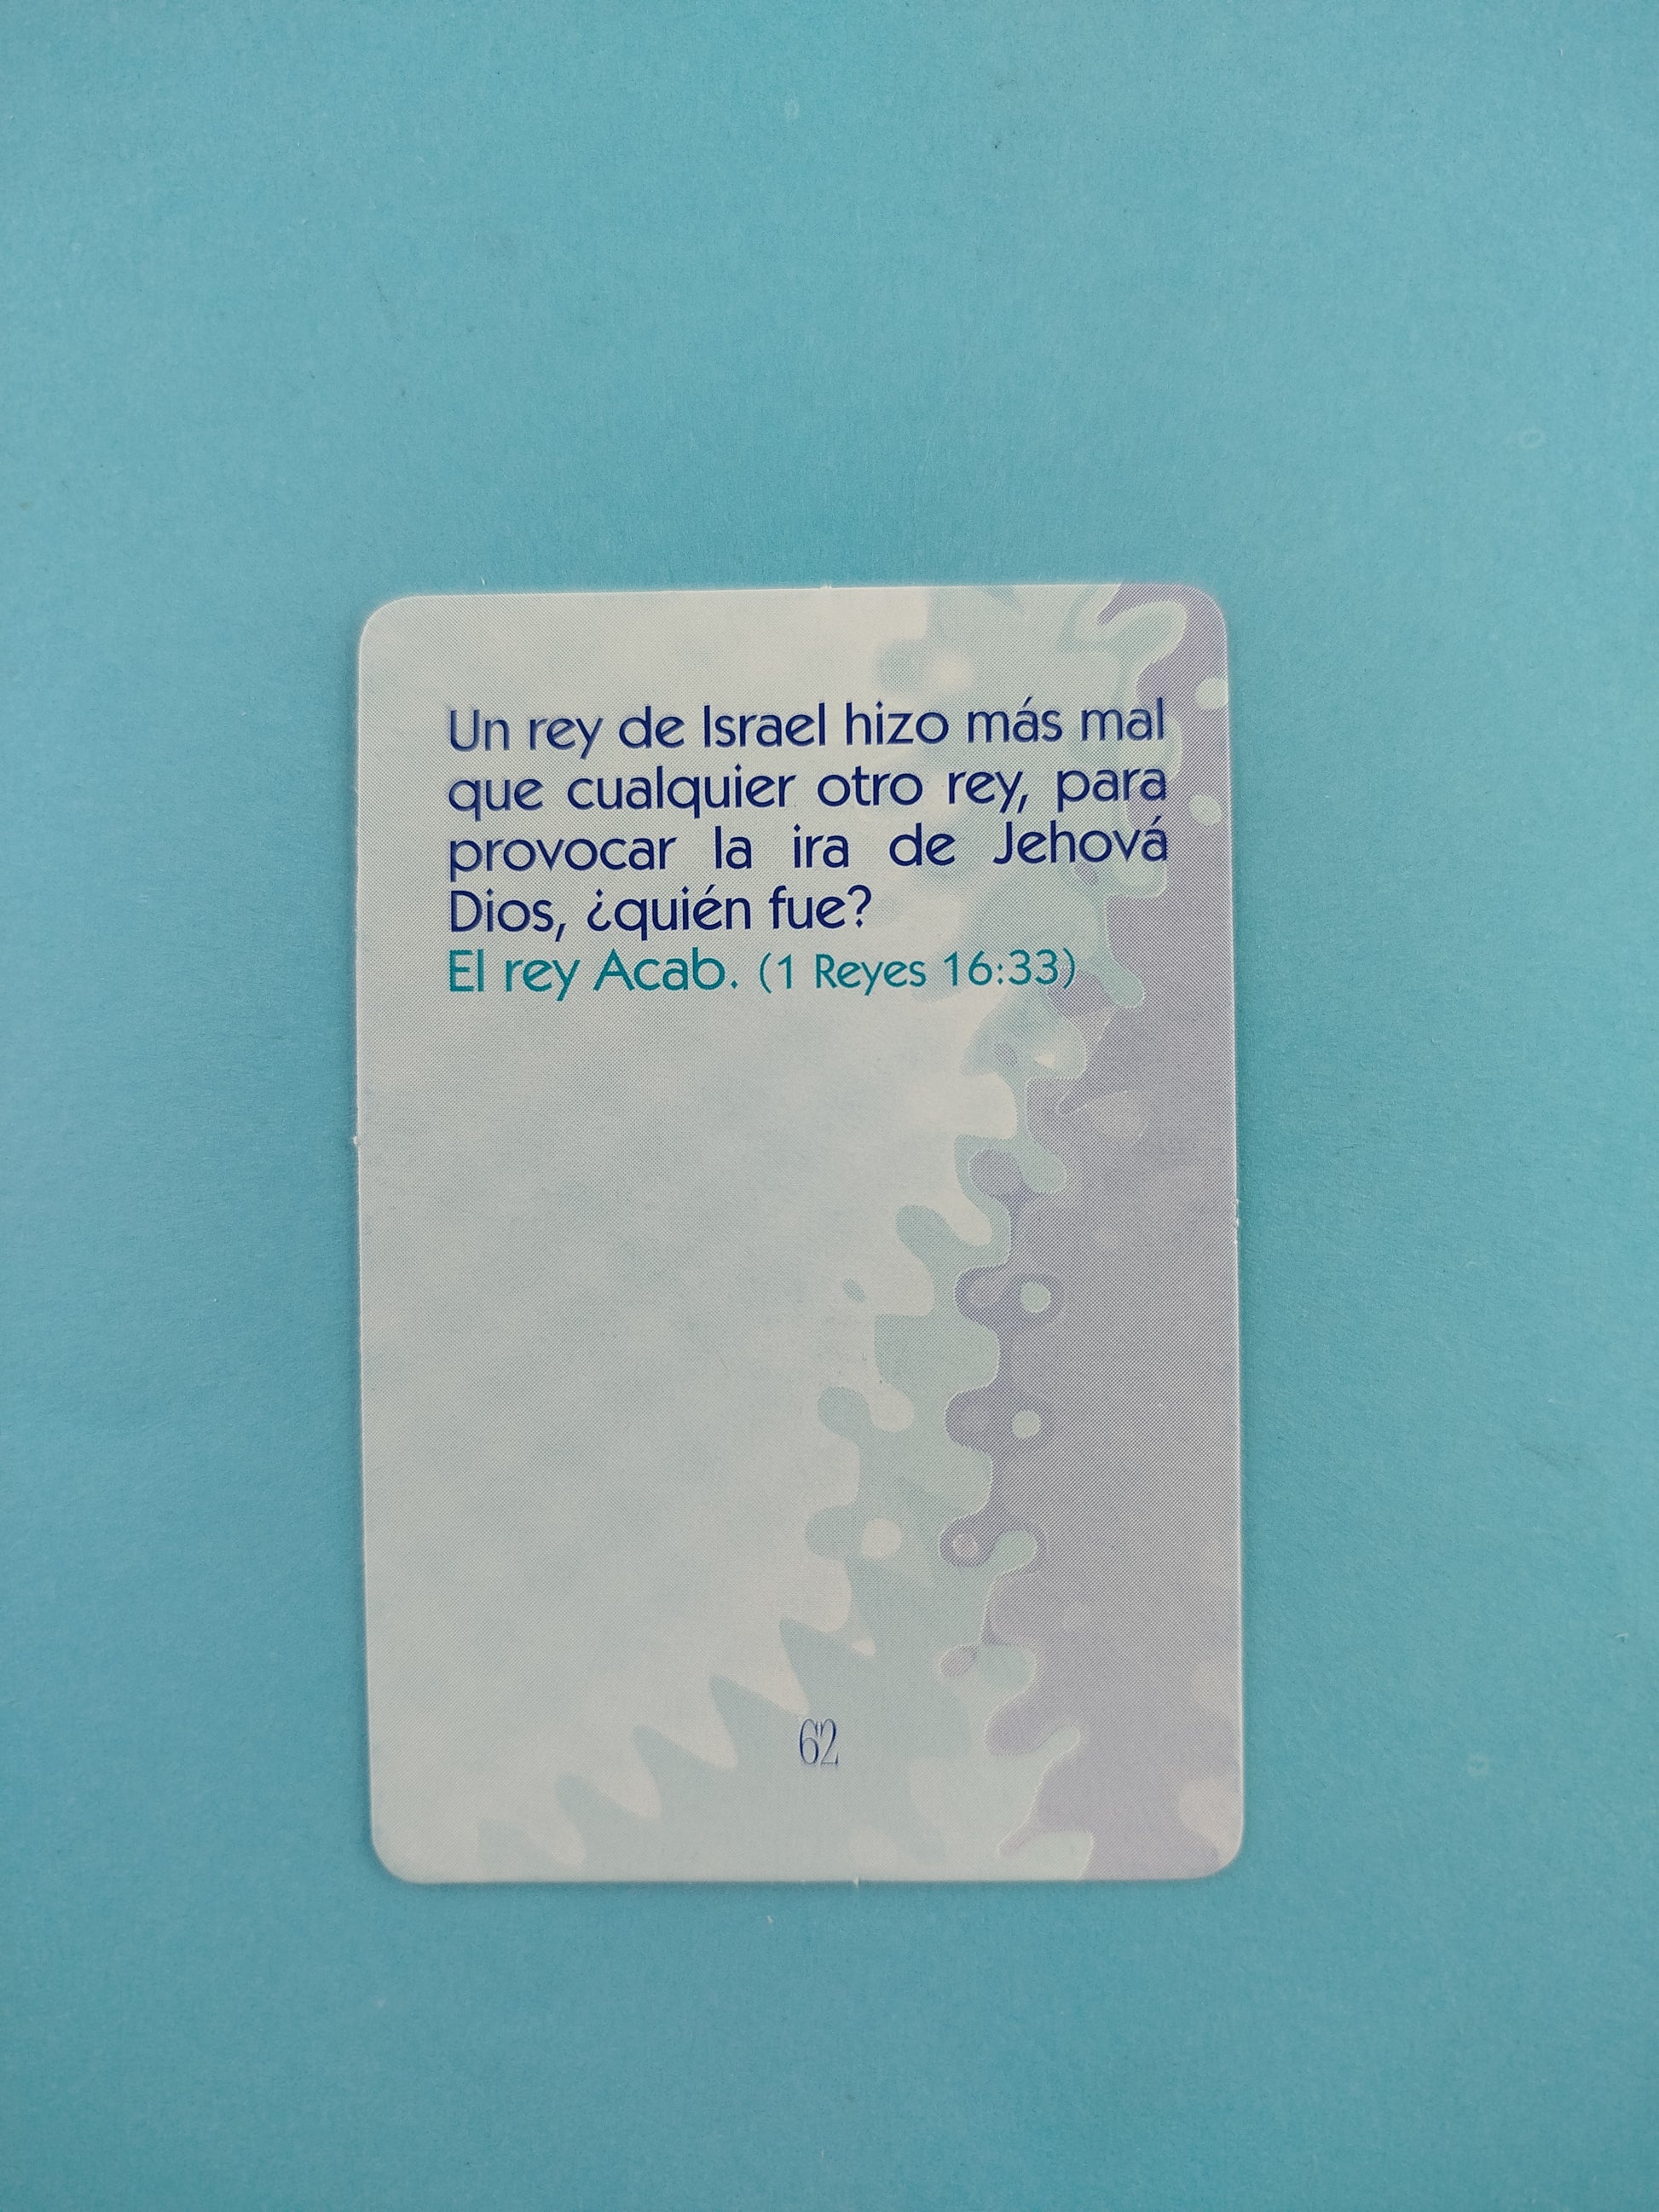 Un rey de Israel hizo más mal
que cualquier otro rey, para
provocar la ira de Jehová
Dios, ¿quién fue?
El rey Acab. (1 Reyes 16:33)
62